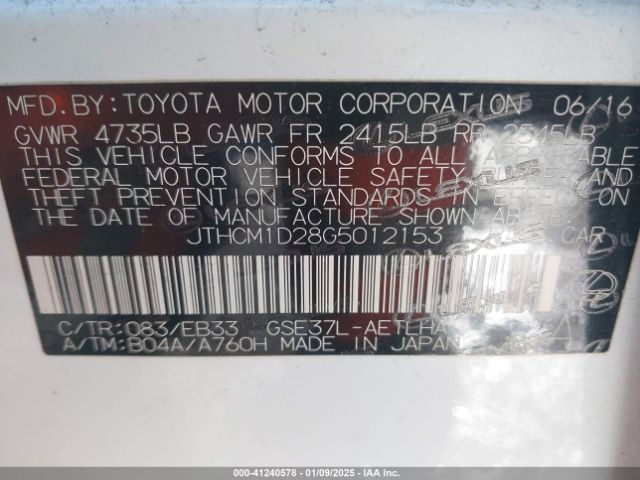 MFD.BY:TOYOTA MOTOR CORPORATION 06/16
GVWR 4735LB GAWR FR 2415LB RR 2545LB
THIS VEHICLE CONFORMS TO ALL APPLICABLE
FEDERAL MOTOR VEHICLE SAFETY, BUMPER, AND
THEFT PREVENTION STANDARDS IN EFFECT ON
THE DATE OF MANUFACTURE SHOWN ABOVE.
JTHCM1D28G5012153 PASS. CAR
C/TR:083/EB33 GSE37L-AETLHA
A/TM:B04A/A760H MADE IN JAPAN
000-41240578 — 01/09/2025 — IAA Inc.